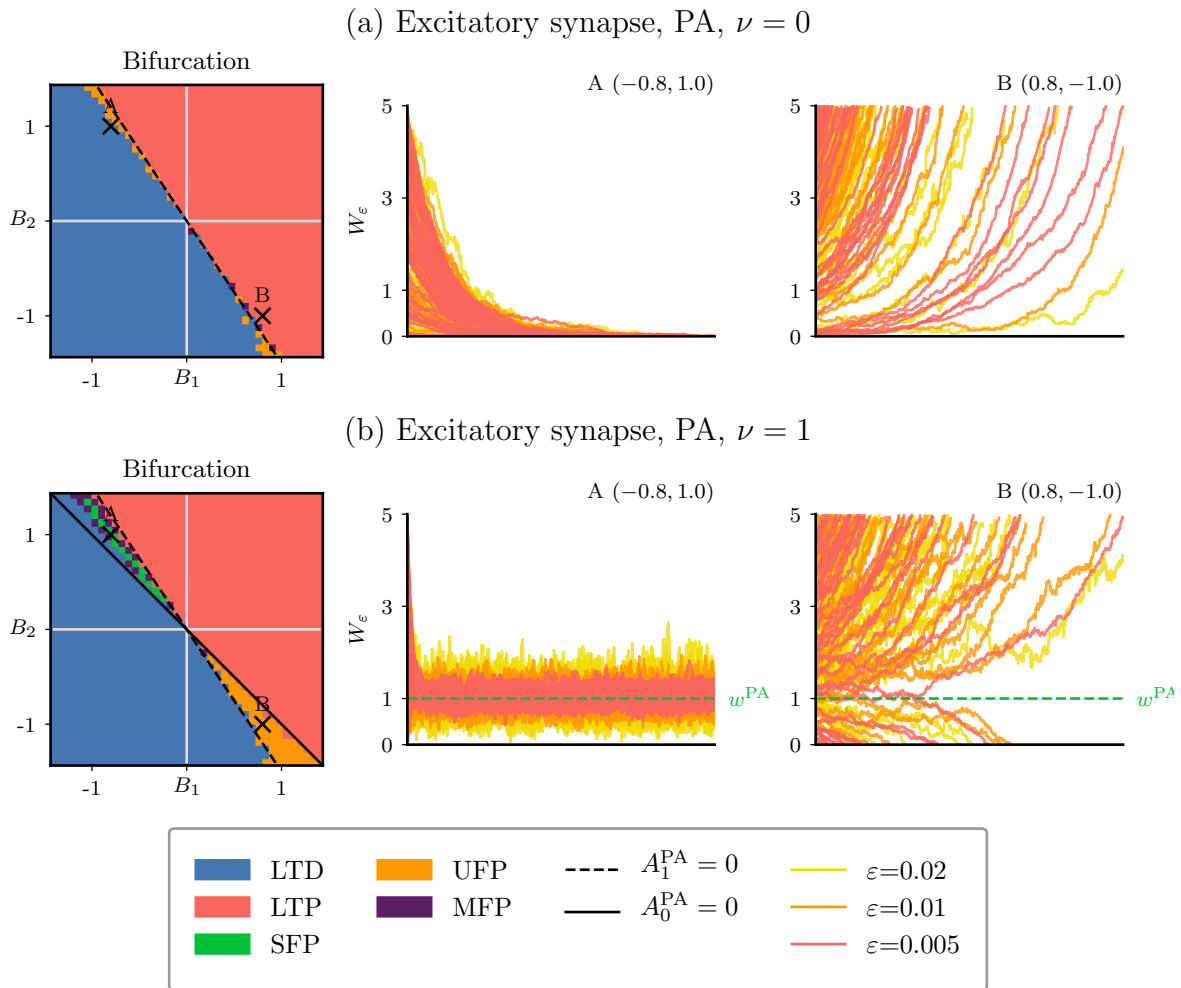 (a) Excitatory synapse, PA, ν = 0
Bifurcation
A (−0.8, 1.0)
B (0.8, −1.0)
A
1
B₂
B
-1
-1
B₁
1
5
3
1
0
Wε
5
3
1
0
(b) Excitatory synapse, PA, ν = 1
Bifurcation
A (−0.8, 1.0)
B (0.8, −1.0)
A
1
B₂
B
-1
-1
B₁
1
5
3
1
0
Wε
w^PA
5
3
1
0
w^PA
LTD
LTP
SFP
UFP
MFP
A₁^PA = 0
A₀^PA = 0
ε=0.02
ε=0.01
ε=0.005